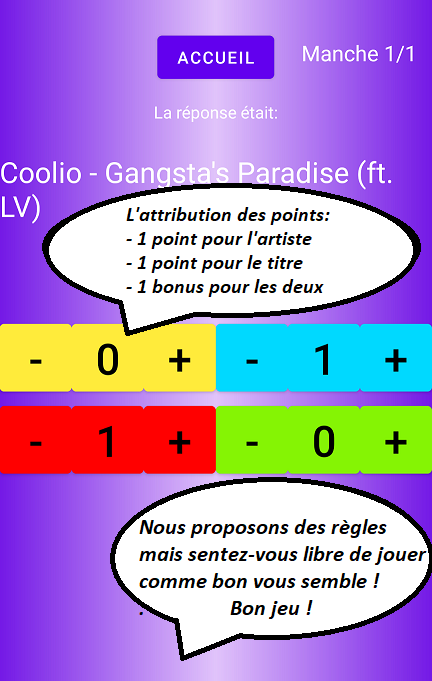 ACCUEIL
Manche 1/1
La réponse était:
Coolio - Gangsta's Paradise (ft.
LV)
L'attribution des points:
- 1 point pour l'artiste
- 1 point pour le titre
- 1 bonus pour les deux
- 0 + - 1 +
- 1 + - 0 +
Nous proposons des règles
mais sentez-vous libre de jouer
comme bon vous semble !
. Bon jeu !